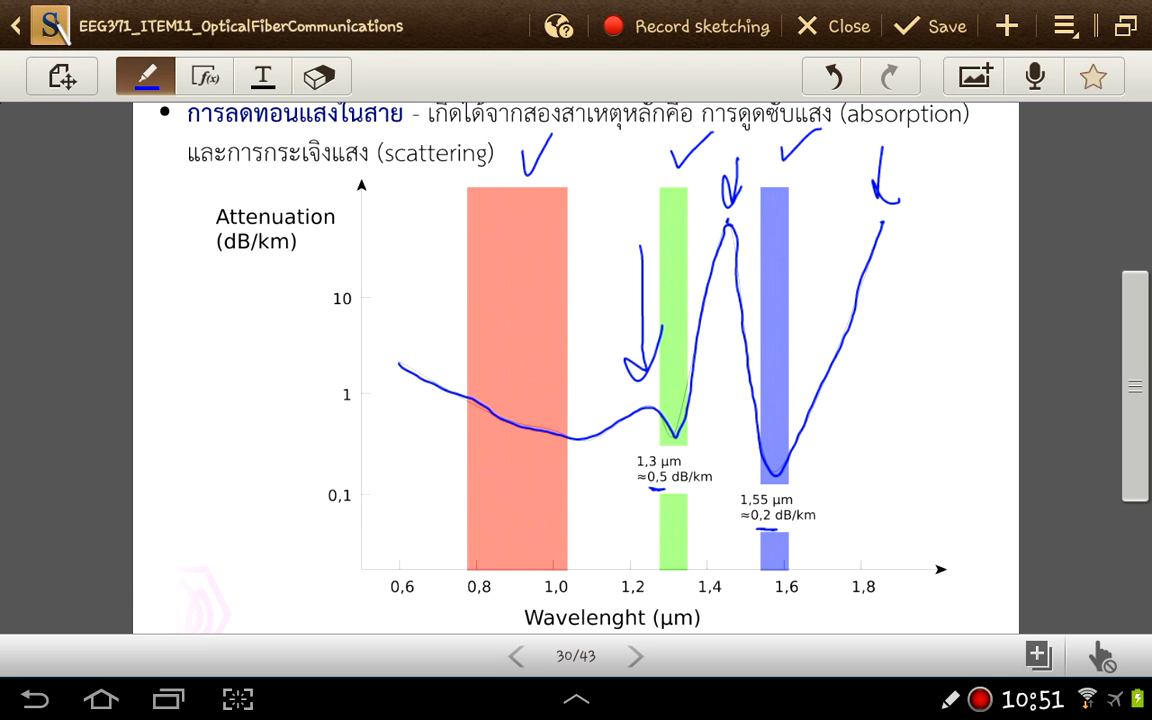 EEG371_ITEM11_OpticalFiberCommunications
Record sketching
Close
Save
S
f(x)
T
• การลดทอนแสงในสาย - เกิดได้จากสองสาเหตุหลักคือ การดูดซับแสง (absorption)
และการกระเจิงแสง (scattering)
Attenuation
(dB/km)
10
1
0,1
1,3 µm
≈0,5 dB/km
1,55 µm
≈0,2 dB/km
0,6 0,8 1,0 1,2 1,4 1,6 1,8
Wavelenght (µm)
30/43
10:51